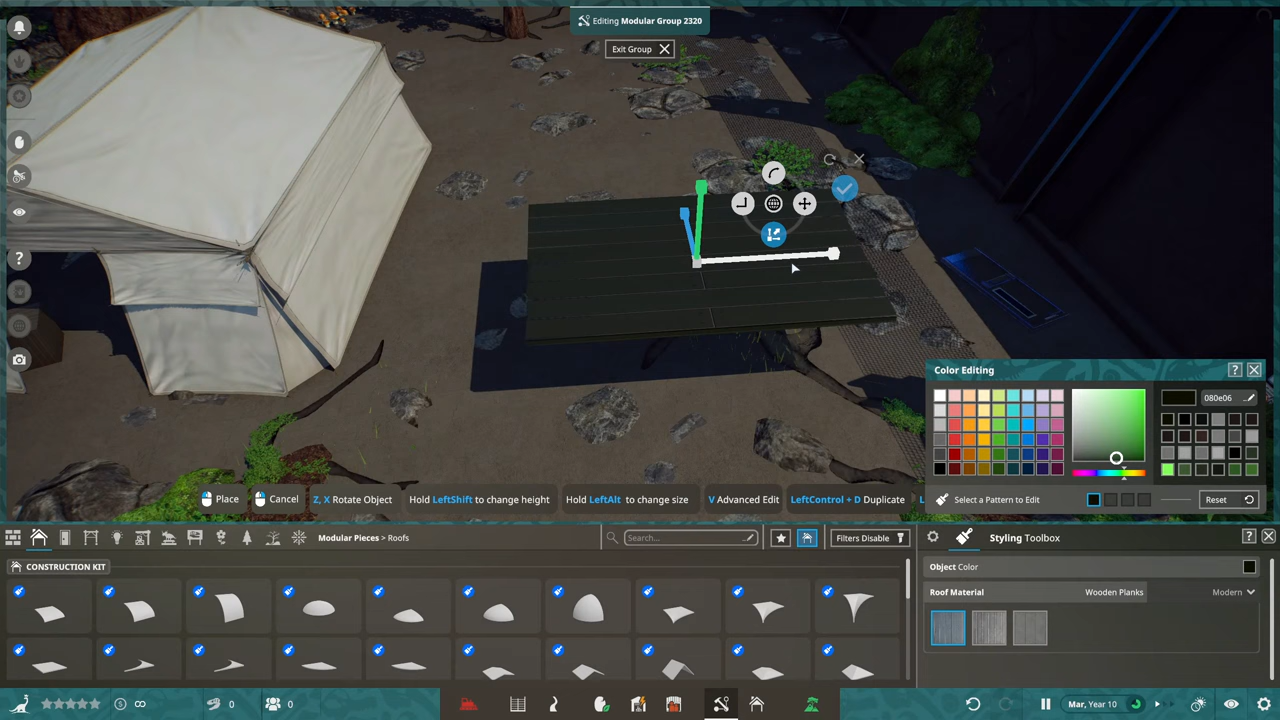 Editing Modular Group 2320
Exit Group
Color Editing
?
080e06
Select a Pattern to Edit
Reset
Place
Cancel
Z, X Rotate Object
Hold LeftShift to change height
Hold LeftAlt to change size
V Advanced Edit
LeftControl + D Duplicate
L
Modular Pieces > Roofs
Search...
Filters Disable
CONSTRUCTION KIT
Styling Toolbox
?
Object Color
Roof Material
Wooden Planks
Modern
?
∞
0
0
Mar, Year 10